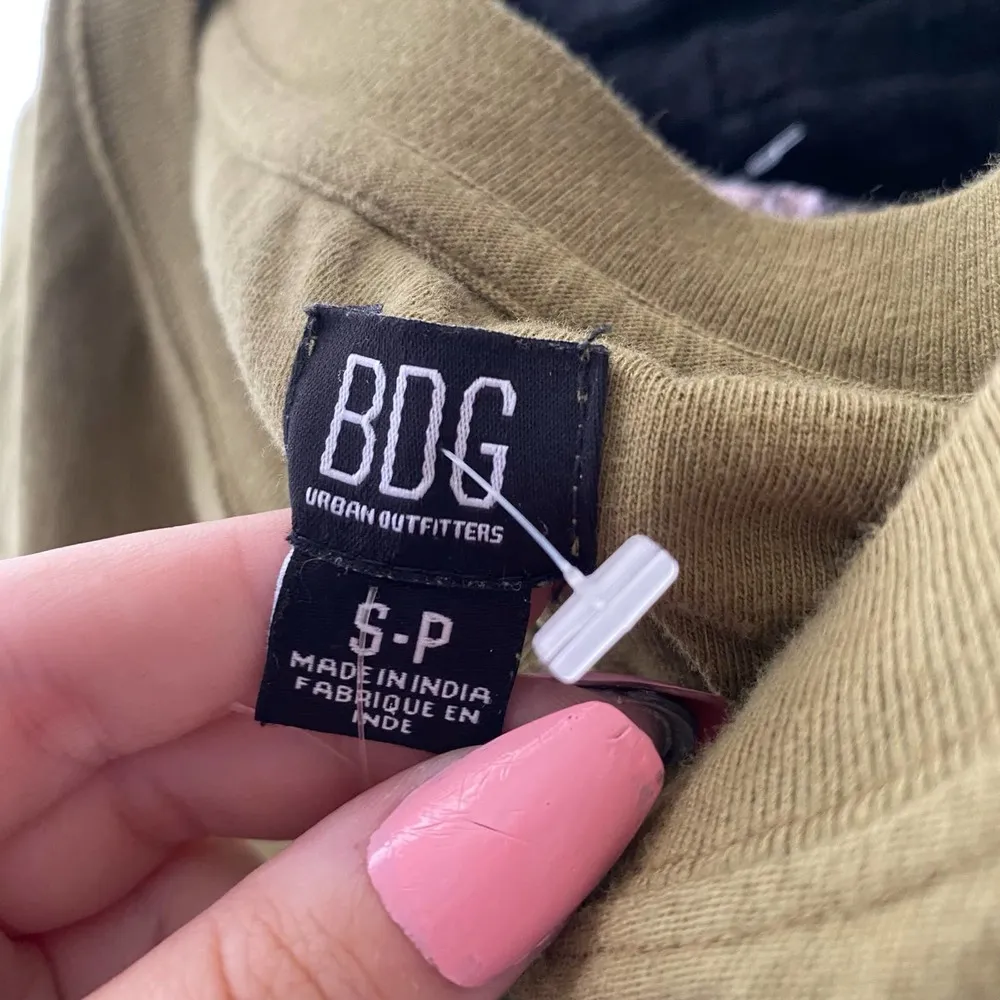 BDG
URBAN OUTFITTERS
S-P
MADE IN INDIA
FABRIQUE EN
INDE